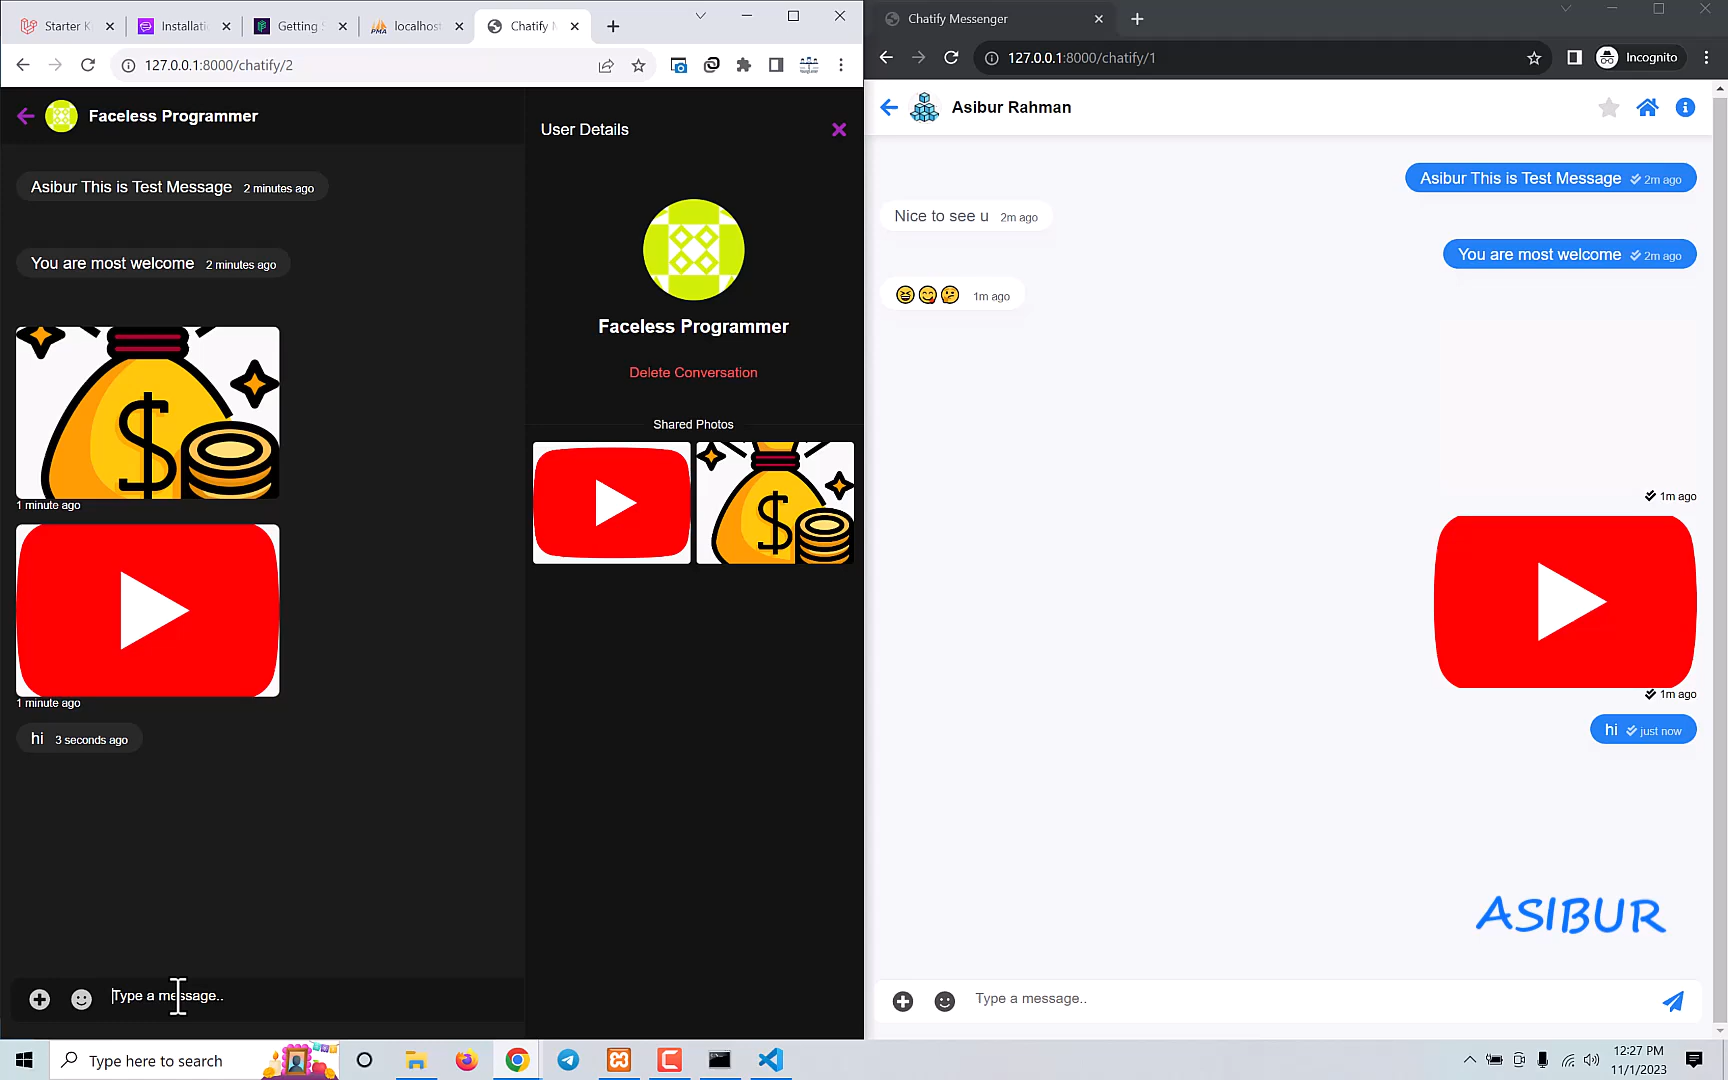 Starter K
Installatio
Getting S
localhost
Chatify M
127.0.0.1:8000/chatify/2
Faceless Programmer
Asibur This is Test Message 2 minutes ago
You are most welcome 2 minutes ago
1 minute ago
1 minute ago
hi 3 seconds ago
Type a message..
User Details
Faceless Programmer
Delete Conversation
Shared Photos
Chatify Messenger
127.0.0.1:8000/chatify/1
Incognito
Asibur Rahman
Asibur This is Test Message 2m ago
Nice to see u 2m ago
You are most welcome 2m ago
1m ago
1m ago
1m ago
hi just now
ASIBUR
Type a message..
Type here to search
12:27 PM
11/1/2023